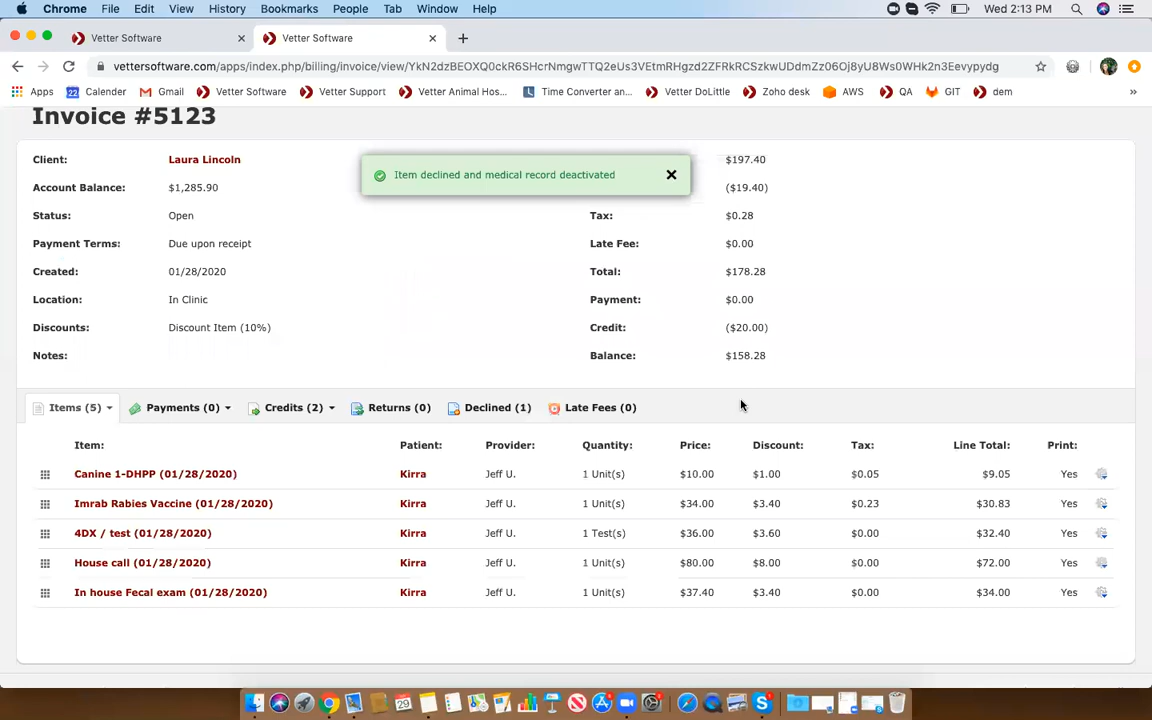 Chrome File Edit View History Bookmarks People Tab Window Help Wed 2:13 PM
Vetter Software Vetter Software
vettersoftware.com/apps/index.php/billing/invoice/view/YkN2dzBEOXQ0ckR6SHcrNmgwTTQ2eUs3VEtmRHgzd2ZFRkRCSzkwUDdmZz06Oj8yU8Ws0WHk2n3Eevypydg
Apps 22 Calender Gmail Vetter Software Vetter Support Vetter Animal Hos... Time Converter an... Vetter DoLittle Zoho desk AWS QA GIT dem »
Invoice #5123
Item declined and medical record deactivated
Client: Laura Lincoln $197.40
Account Balance: $1,285.90 ($19.40)
Status: Open Tax: $0.28
Payment Terms: Due upon receipt Late Fee: $0.00
Created: 01/28/2020 Total: $178.28
Location: In Clinic Payment: $0.00
Discounts: Discount Item (10%) Credit: ($20.00)
Notes: Balance: $158.28
Items (5) Payments (0) Credits (2) Returns (0) Declined (1) Late Fees (0)
Item: Patient: Provider: Quantity: Price: Discount: Tax: Line Total: Print:
Canine 1-DHPP (01/28/2020) Kirra Jeff U. 1 Unit(s) $10.00 $1.00 $0.05 $9.05 Yes
Imrab Rabies Vaccine (01/28/2020) Kirra Jeff U. 1 Unit(s) $34.00 $3.40 $0.23 $30.83 Yes
4DX / test (01/28/2020) Kirra Jeff U. 1 Test(s) $36.00 $3.60 $0.00 $32.40 Yes
House call (01/28/2020) Kirra Jeff U. 1 Unit(s) $80.00 $8.00 $0.00 $72.00 Yes
In house Fecal exam (01/28/2020) Kirra Jeff U. 1 Unit(s) $37.40 $3.40 $0.00 $34.00 Yes
29